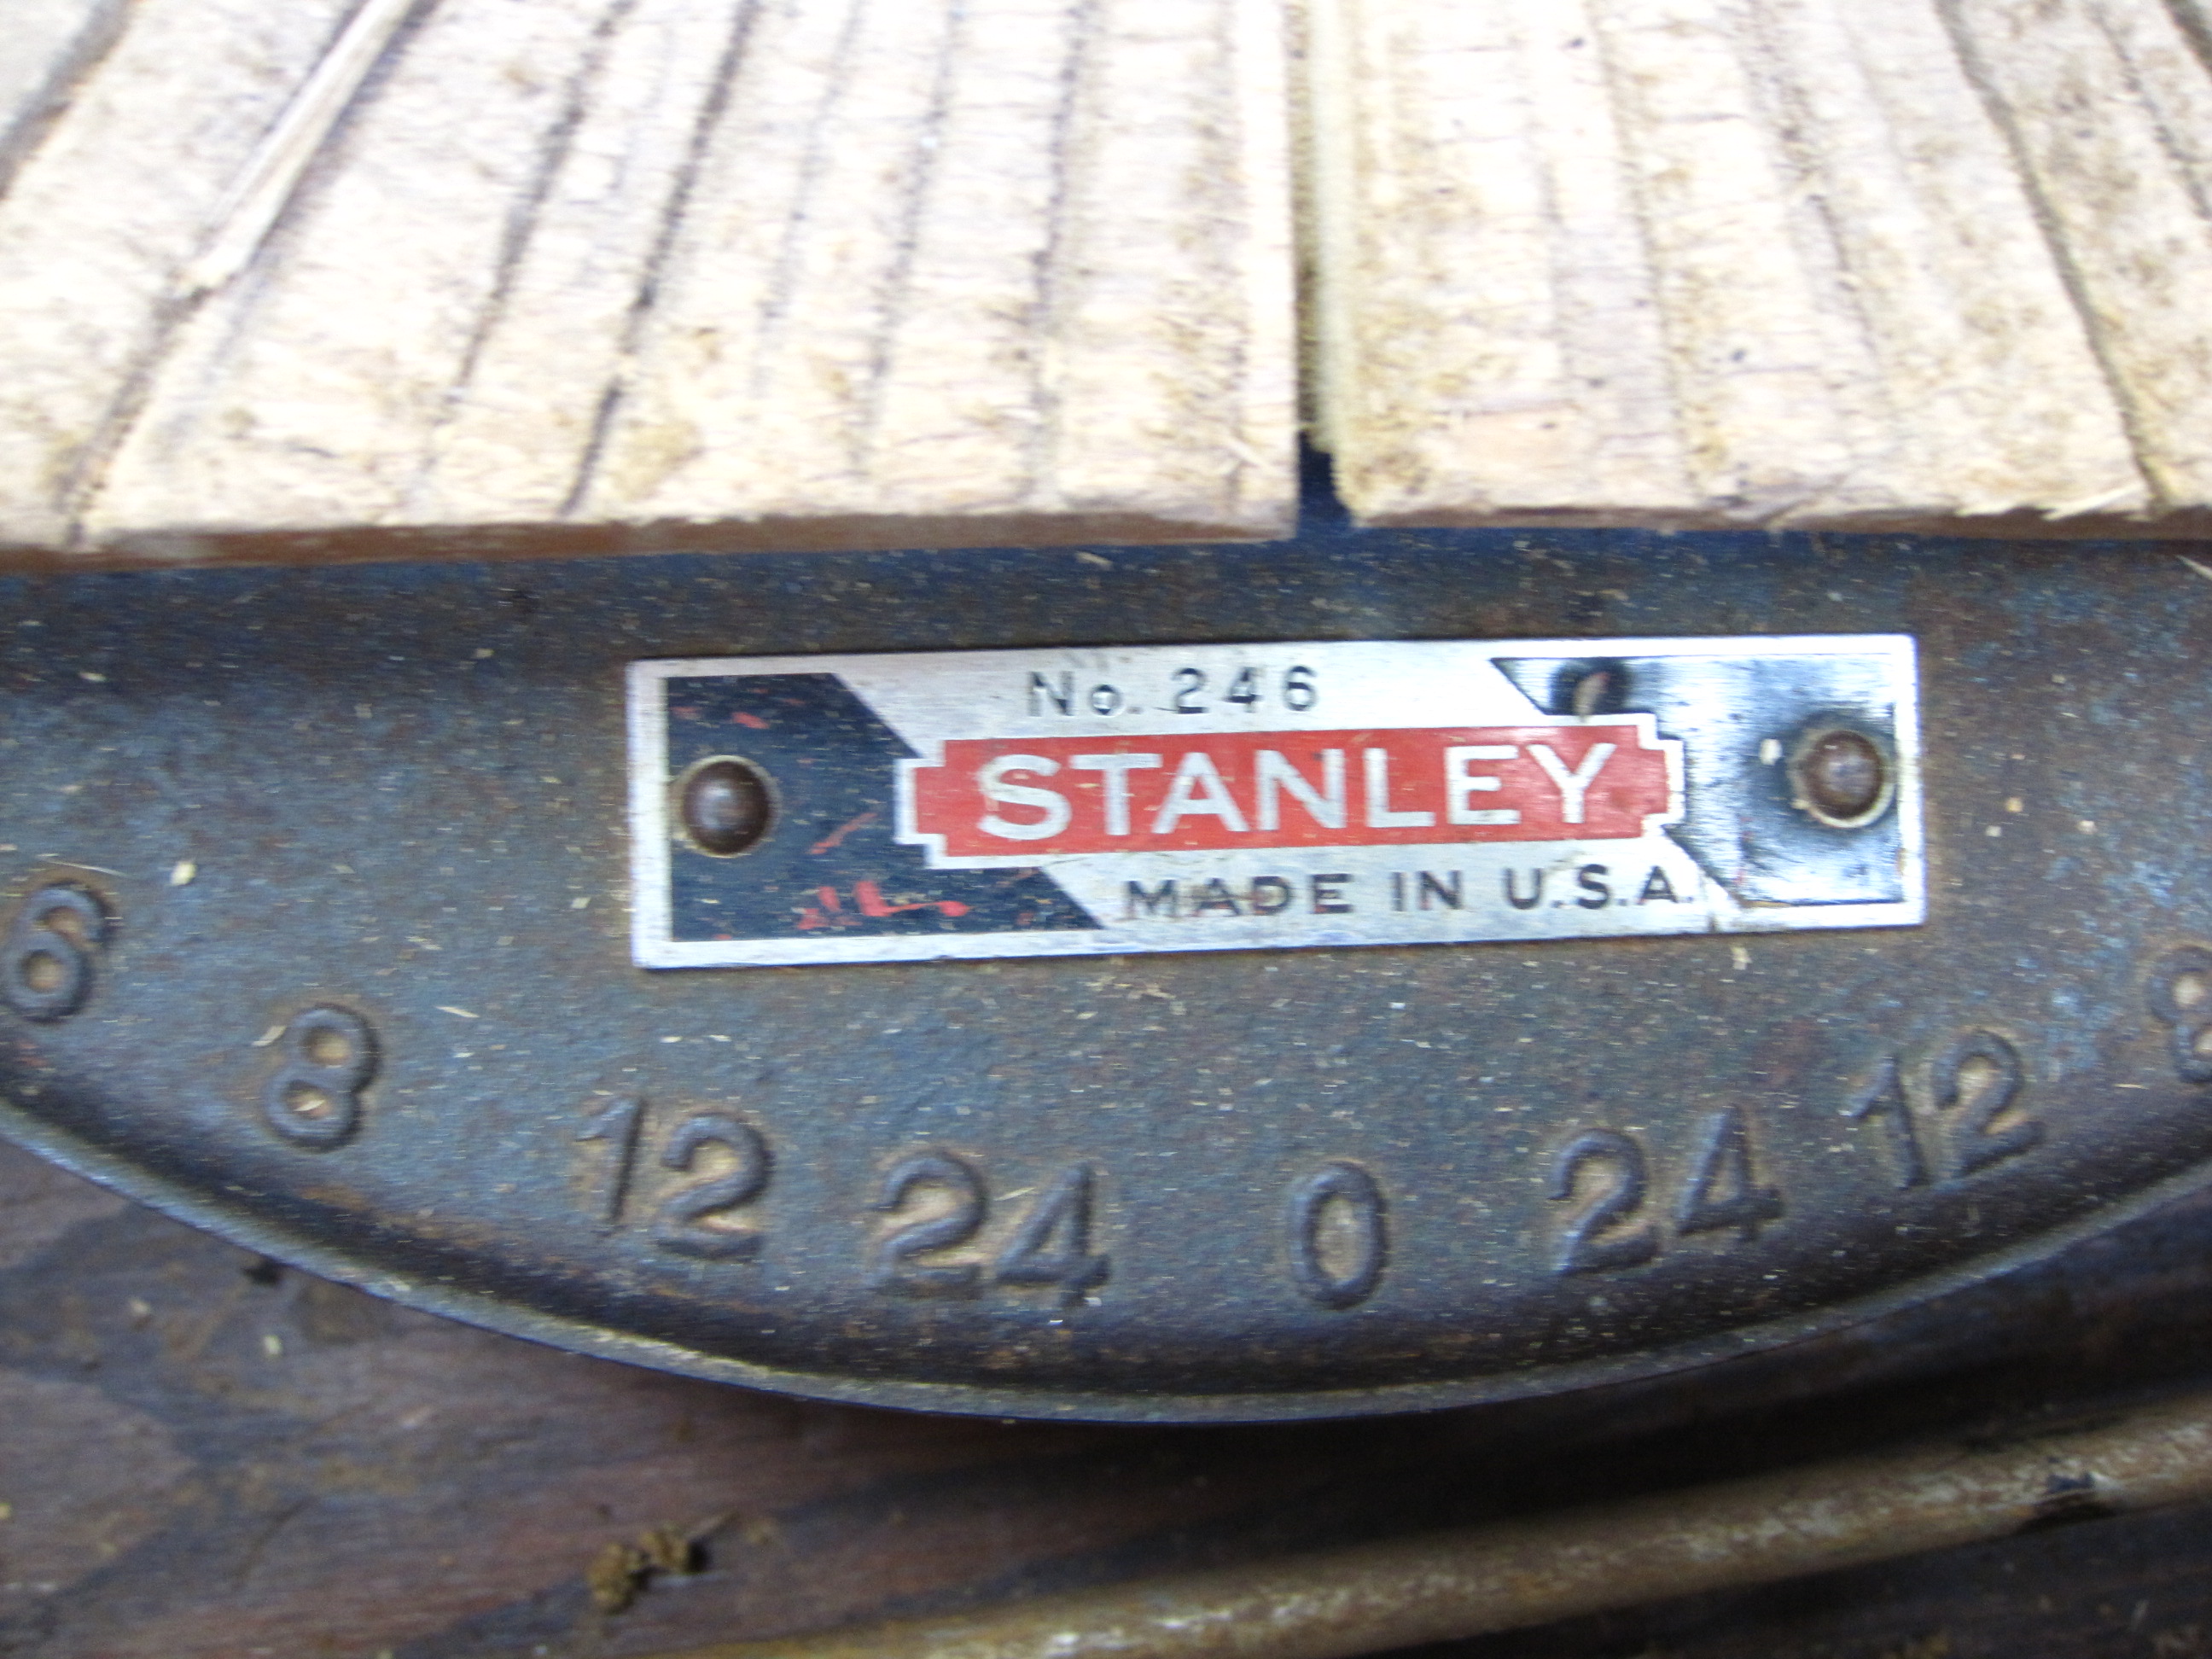 No. 246
STANLEY
MADE IN U.S.A.
6 8 12 24 0 24 12 8